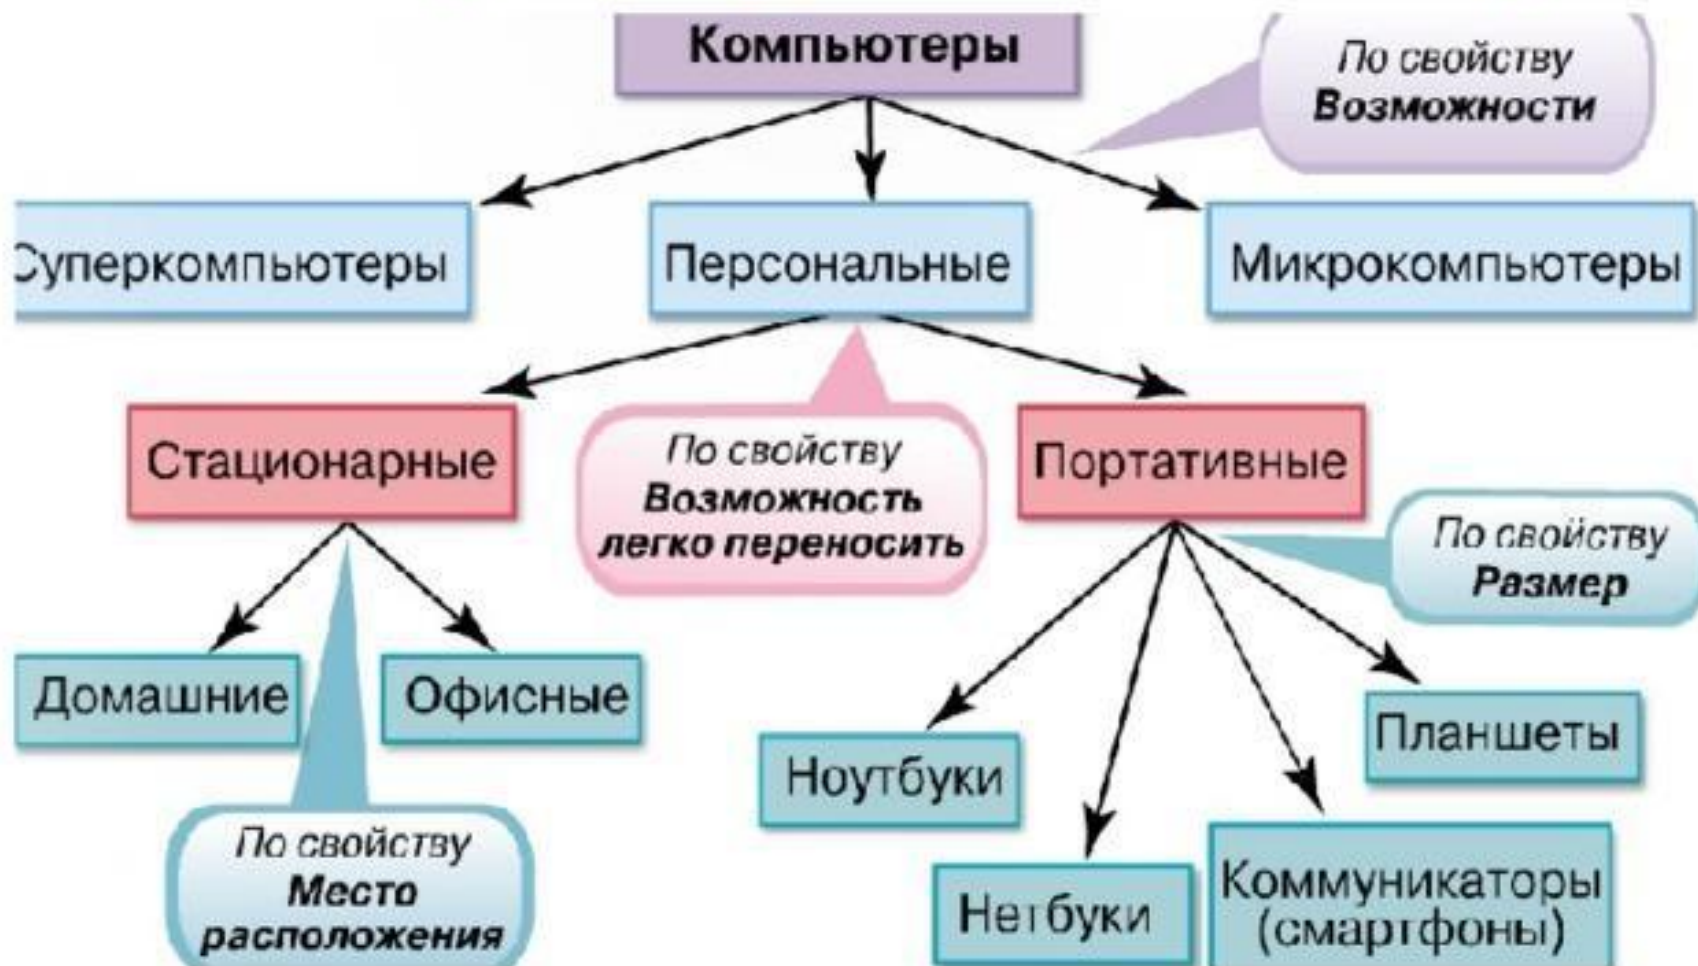 Компьютеры
По свойству
Возможности
Суперкомпьютеры
Персональные
Микрокомпьютеры
Стационарные
По свойству
Возможность
легко переносить
Портативные
По свойству
Размер
Домашние
Офисные
Ноутбуки
Планшеты
По свойству
Место
расположения
Нетбуки
Коммуникаторы
(смартфоны)